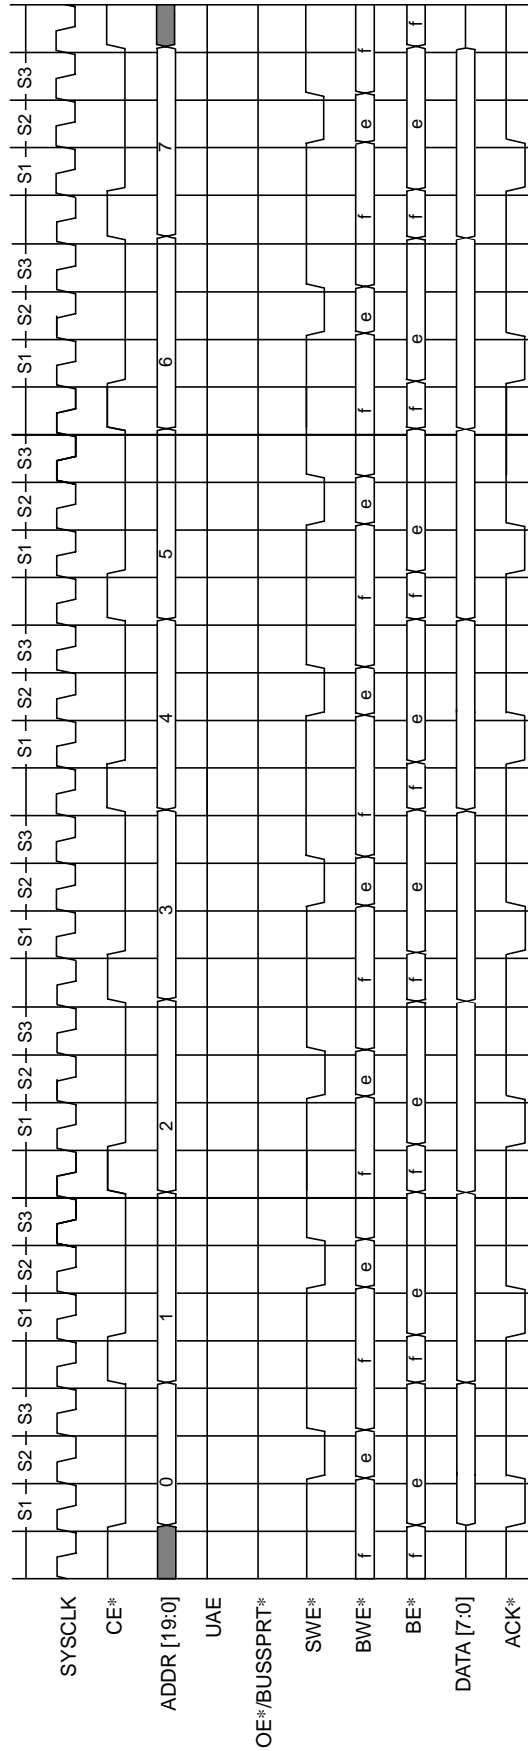 S1 S2 S3 S1 S2 S3 S1 S2 S3 S1 S2 S3 S1 S2 S3 S1 S2 S3 S1 S2 S3 S1 S2 S3
SYSCLK
CE*
ADDR [19:0] 0 1 2 3 4 5 6 7
UAE
OE*/BUSSPRT*
SWE*
BWE* f e f e f e f e f e f e f e f e f
BE* f e f e f e f e f e f e f e f e f
DATA [7:0]
ACK*